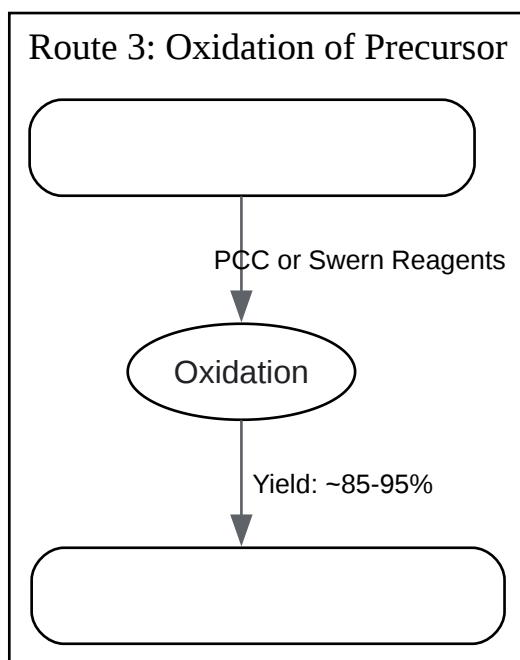 Route 3: Oxidation of Precursor
PCC or Swern Reagents
Oxidation
Yield: ~85-95%